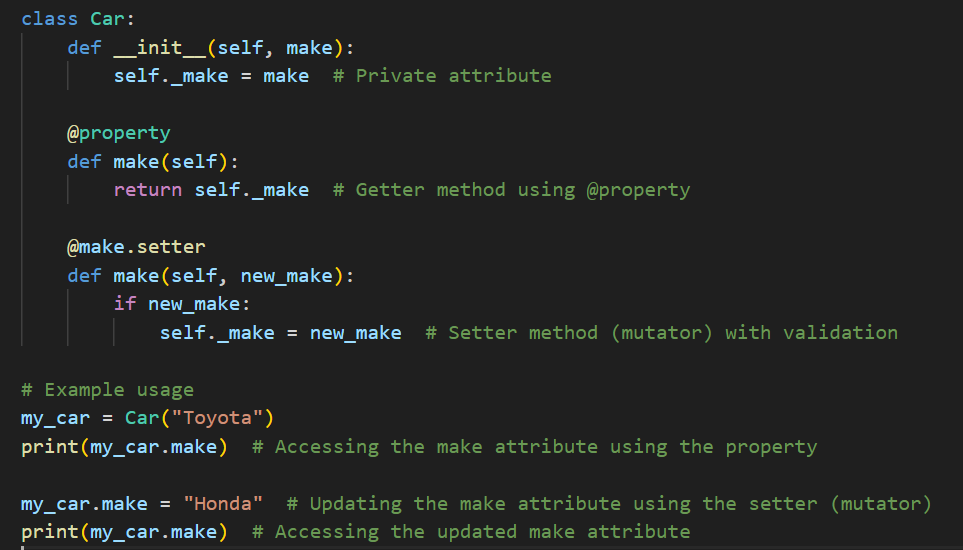 class Car:
    def __init__(self, make):
        self._make = make  # Private attribute

    @property
    def make(self):
        return self._make  # Getter method using @property

    @make.setter
    def make(self, new_make):
        if new_make:
            self._make = new_make  # Setter method (mutator) with validation

# Example usage
my_car = Car("Toyota")
print(my_car.make)  # Accessing the make attribute using the property

my_car.make = "Honda"  # Updating the make attribute using the setter (mutator)
print(my_car.make)  # Accessing the updated make attribute